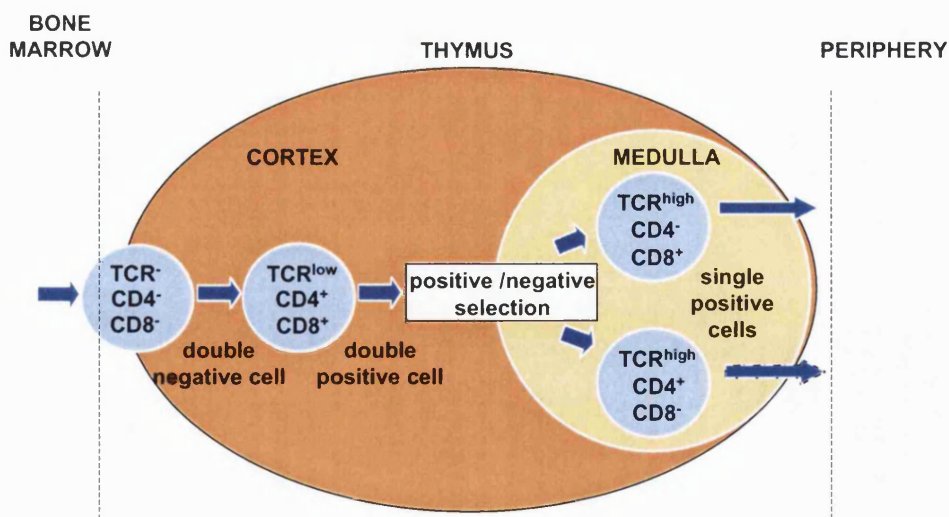 BONE
MARROW
THYMUS
PERIPHERY
CORTEX
MEDULLA
TCR⁻
CD4⁻
CD8⁻
double
negative cell
TCRˡᵒʷ
CD4⁺
CD8⁺
double
positive cell
positive /negative
selection
TCRʰⁱᵍʰ
CD4⁻
CD8⁺
single
positive
cells
TCRʰⁱᵍʰ
CD4⁺
CD8⁻